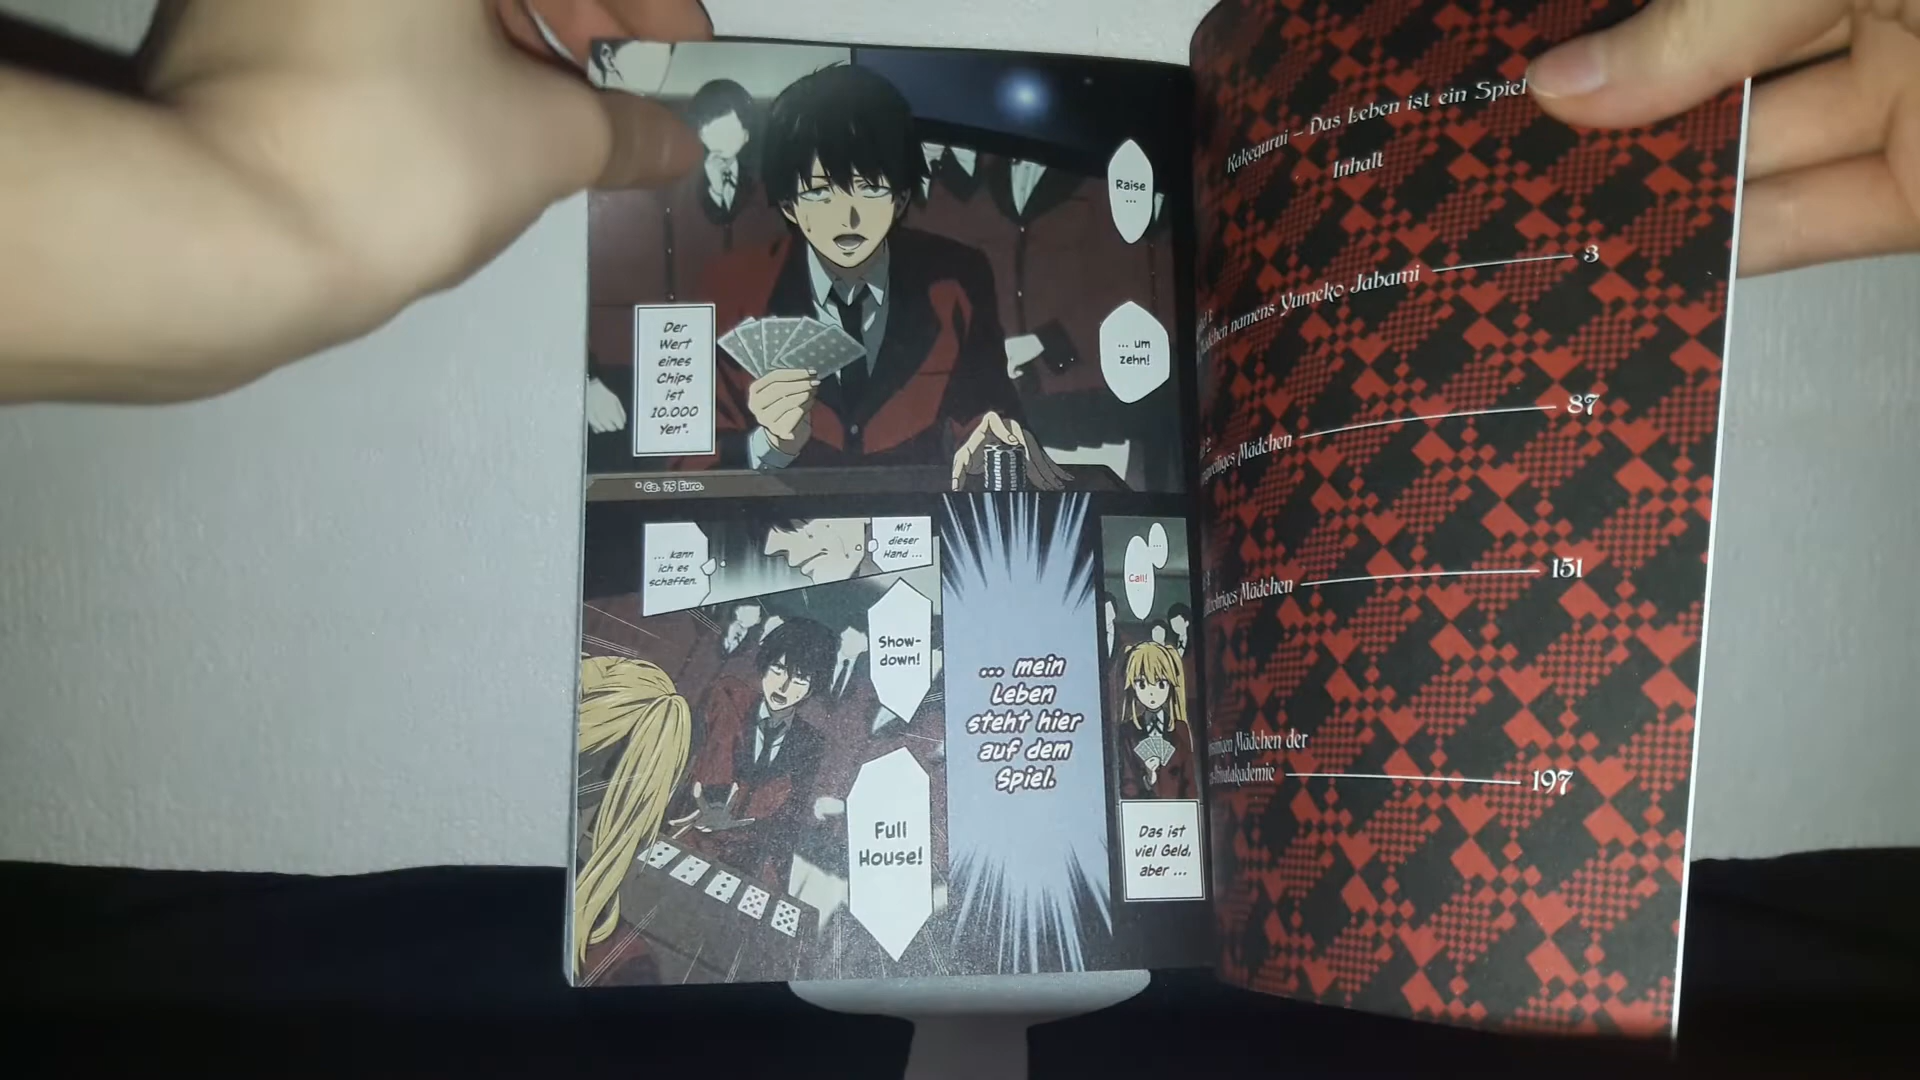 Raise
...
... um
zehn!
Der
Wert
eines
Chips
ist
10.000
Yen*.
* Ca. 75 Euro.
...
Call!
Das ist
viel Geld,
aber ...
... mein
Leben
steht hier
auf dem
Spiel.
Mit
dieser
Hand ...
... kann
ich es
schaffen.
Show-
down!
Full
House!
Kakegurui – Das Leben ist ein Spiel
Inhalt
1:
Mädchen namens Yumeko Jabami 3
Mädchen 87
Mädchen 151
Mädchen der
197